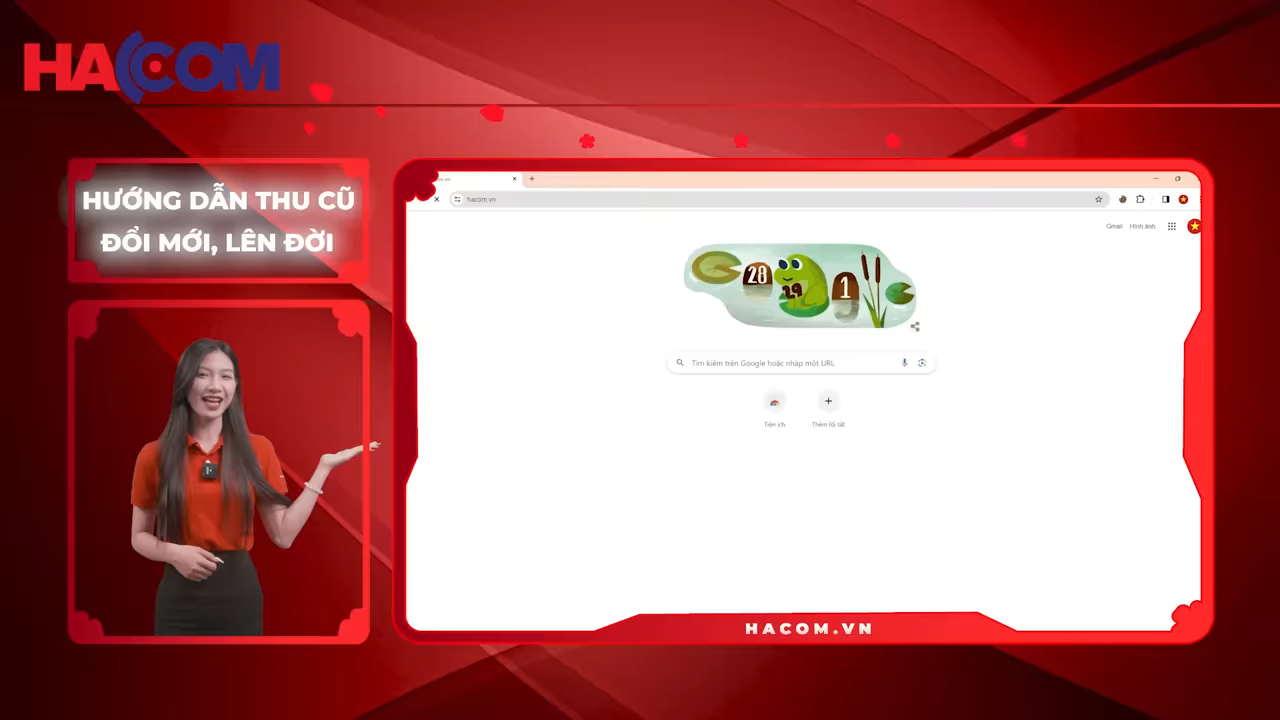 HACOM
HƯỚNG DẪN THU CŨ
ĐỔI MỚI, LÊN ĐỜI
hacom.vn
Gmail Hình ảnh
28 29 1
Tìm kiếm trên Google hoặc nhập một URL
Tiện ích Thêm lối tắt
HACOM.VN